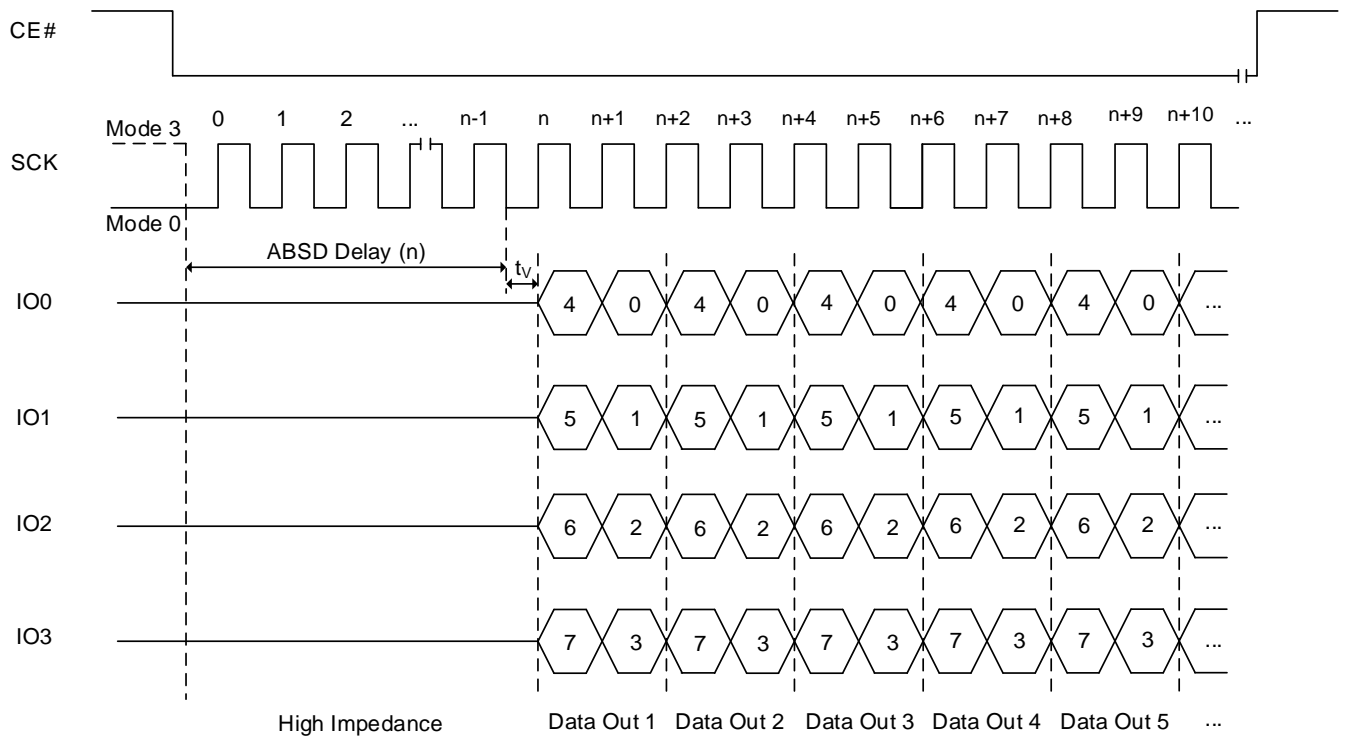 CE#
0 1 2 ... n-1 n n+1 n+2 n+3 n+4 n+5 n+6 n+7 n+8 n+9 n+10 ...
Mode 3
SCK
Mode 0
ABSD Delay (n)
tV
IO0 4 0 4 0 4 0 4 0 4 0 ...
IO1 5 1 5 1 5 1 5 1 5 1 ...
IO2 6 2 6 2 6 2 6 2 6 2 ...
IO3 7 3 7 3 7 3 7 3 7 3 ...
High Impedance Data Out 1 Data Out 2 Data Out 3 Data Out 4 Data Out 5 ...